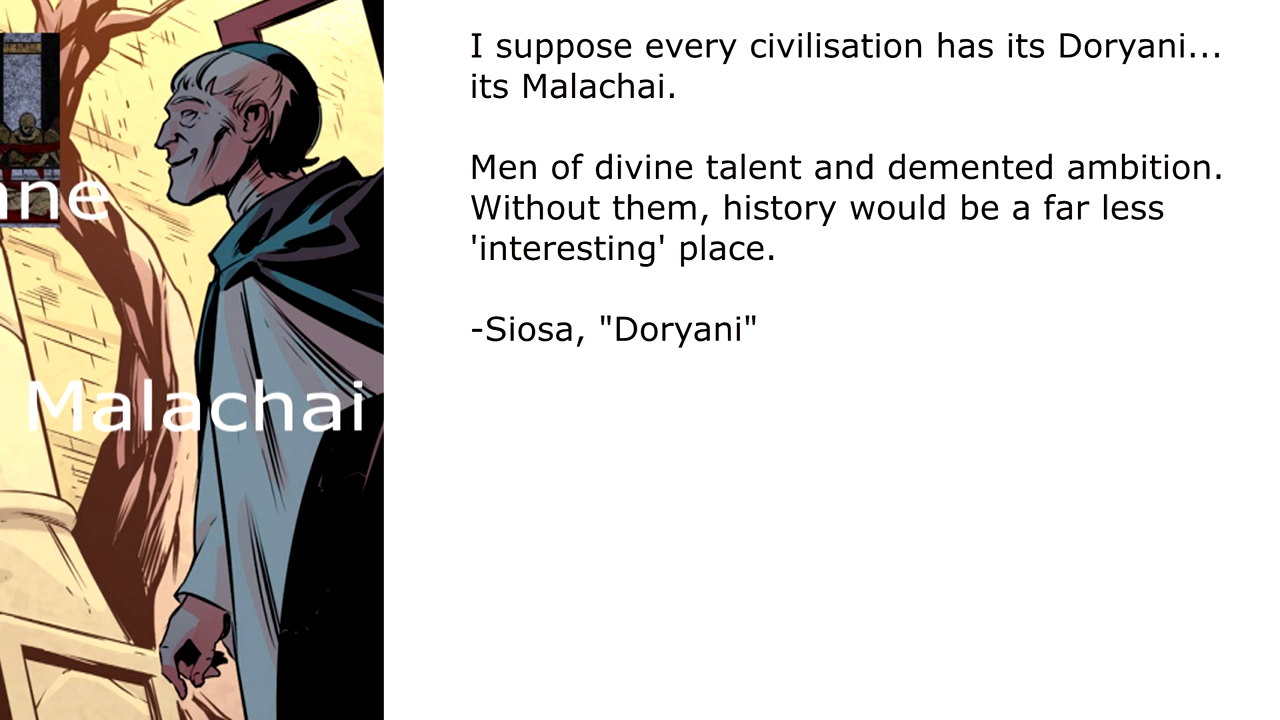 Malachai
I suppose every civilisation has its Doryani...
its Malachai.
Men of divine talent and demented ambition.
Without them, history would be a far less
'interesting' place.
-Siosa, "Doryani"